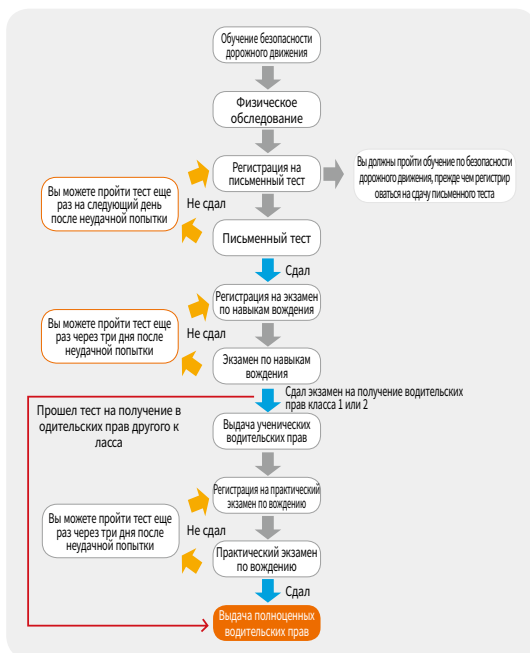 Обучение безопасности
дорожного движения
Физическое
обследование
Регистрация на
письменный тест
Вы должны пройти обучение по безопасности
дорожного движения, прежде чем регистрир
оваться на сдачу письменного теста
Вы можете пройти тест еще
раз на следующий день
после неудачной попытки
Не сдал
Письменный тест
Сдал
Регистрация на экзамен
по навыкам вождения
Вы можете пройти тест еще
раз через три дня после
неудачной попытки
Не сдал
Экзамен по навыкам
вождения
Сдал экзамен на получение водительских
прав класса 1 или 2
Прошел тест на получение в
одительских прав другого к
ласса
Выдача ученических
водительских прав
Регистрация на практический
экзамен по вождению
Вы можете пройти тест еще
раз через три дня после
неудачной попытки
Не сдал
Практический экзамен
по вождению
Сдал
Выдача полноценных
водительских прав